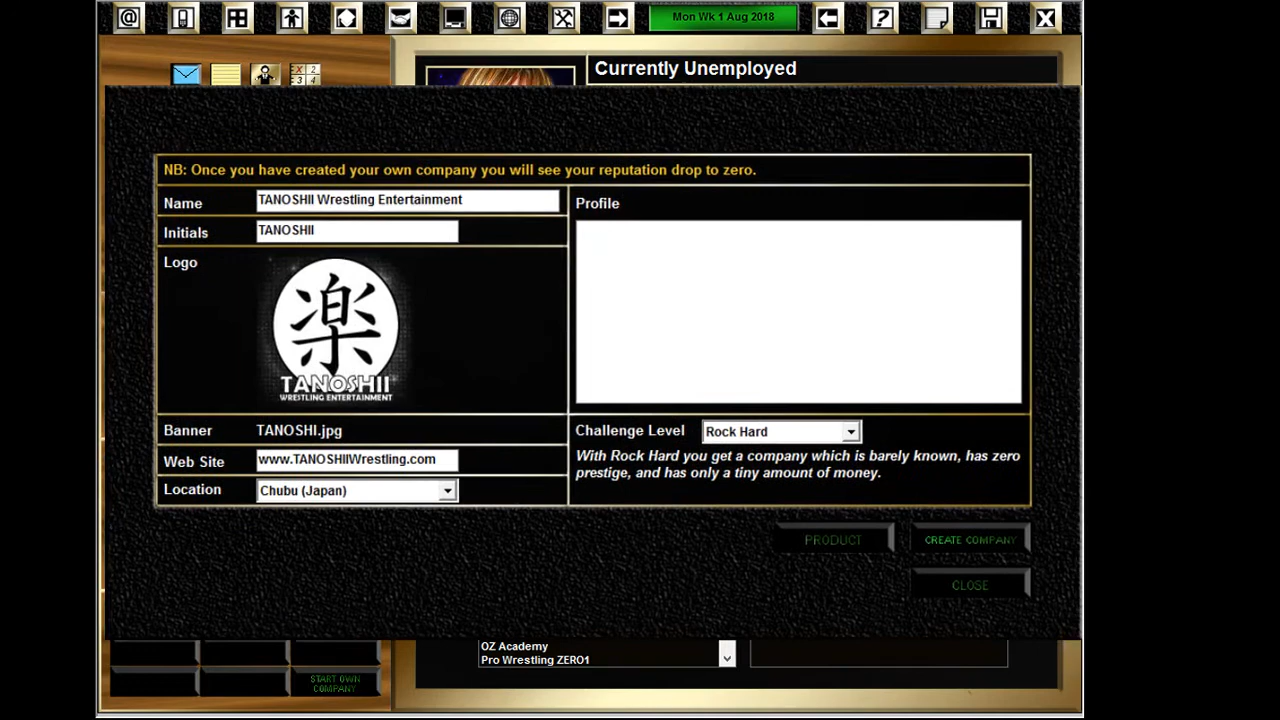 @
Mon Wk 1 Aug 2018
?
X
X 2
3 4
Currently Unemployed
NB: Once you have created your own company you will see your reputation drop to zero.
Name
TANOSHII Wrestling Entertainment
Initials
TANOSHII
Logo
楽
TANOSHII
WRESTLING ENTERTAINMENT
Banner
TANOSHI.jpg
Web Site
www.TANOSHIIWrestling.com
Location
Chubu (Japan)
Profile
Challenge Level
Rock Hard
With Rock Hard you get a company which is barely known, has zero
prestige, and has only a tiny amount of money.
PRODUCT
CREATE COMPANY
CLOSE
START OWN
COMPANY
OZ Academy
Pro Wrestling ZERO1